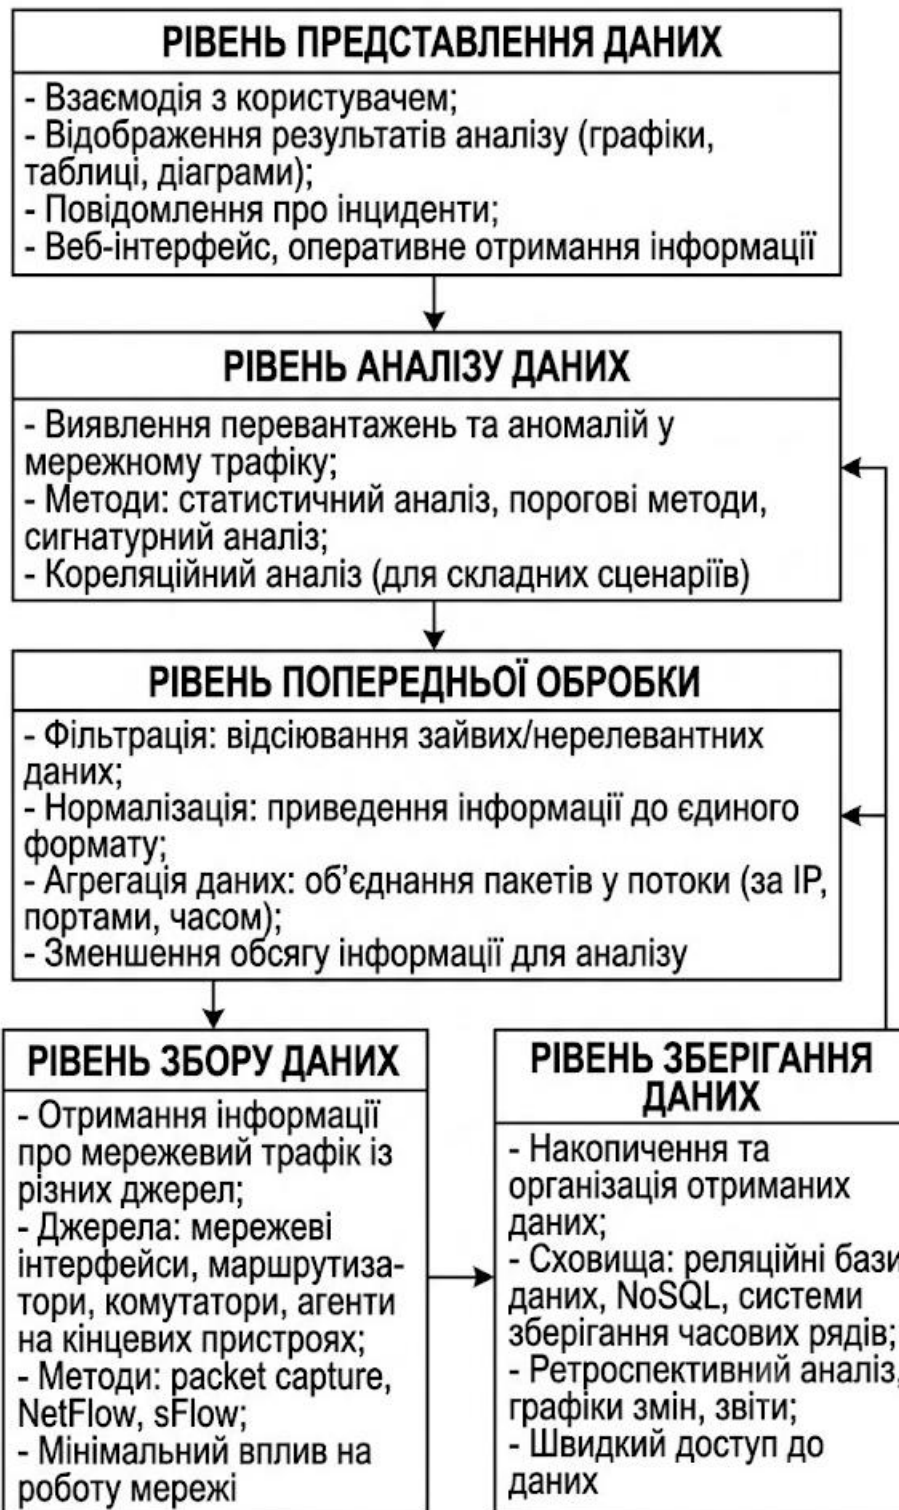 РІВЕНЬ ПРЕДСТАВЛЕННЯ ДАНИХ
- Взаємодія з користувачем;
- Відображення результатів аналізу (графіки,
таблиці, діаграми);
- Повідомлення про інциденти;
- Веб-інтерфейс, оперативне отримання інформації
РІВЕНЬ АНАЛІЗУ ДАНИХ
- Виявлення перевантажень та аномалій у
мережному трафіку;
- Методи: статистичний аналіз, порогові методи,
сигнатурний аналіз;
- Кореляційний аналіз (для складних сценаріїв)
РІВЕНЬ ПОПЕРЕДНЬОЇ ОБРОБКИ
- Фільтрація: відсіювання зайвих/нерелевантних
даних;
- Нормалізація: приведення інформації до єдиного
формату;
- Агрегація даних: об’єднання пакетів у потоки (за IP,
портами, часом);
- Зменшення обсягу інформації для аналізу
РІВЕНЬ ЗБОРУ ДАНИХ
- Отримання інформації
про мережевий трафік із
різних джерел;
- Джерела: мережеві
інтерфейси, маршрутиза-
тори, комутатори, агенти
на кінцевих пристроях;
- Методи: packet capture,
NetFlow, sFlow;
- Мінімальний вплив на
роботу мережі
РІВЕНЬ ЗБЕРІГАННЯ
ДАНИХ
- Накопичення та
організація отриманих
даних;
- Сховища: реляційні бази
даних, NoSQL, системи
зберігання часових рядів;
- Ретроспективний аналіз,
графіки змін, звіти;
- Швидкий доступ до
даних